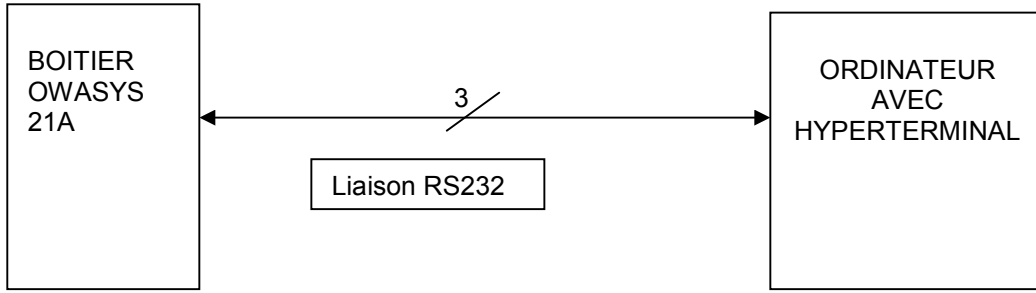 BOITIER
OWASYS
21A
3
Liaison RS232
ORDINATEUR
AVEC
HYPERTERMINAL